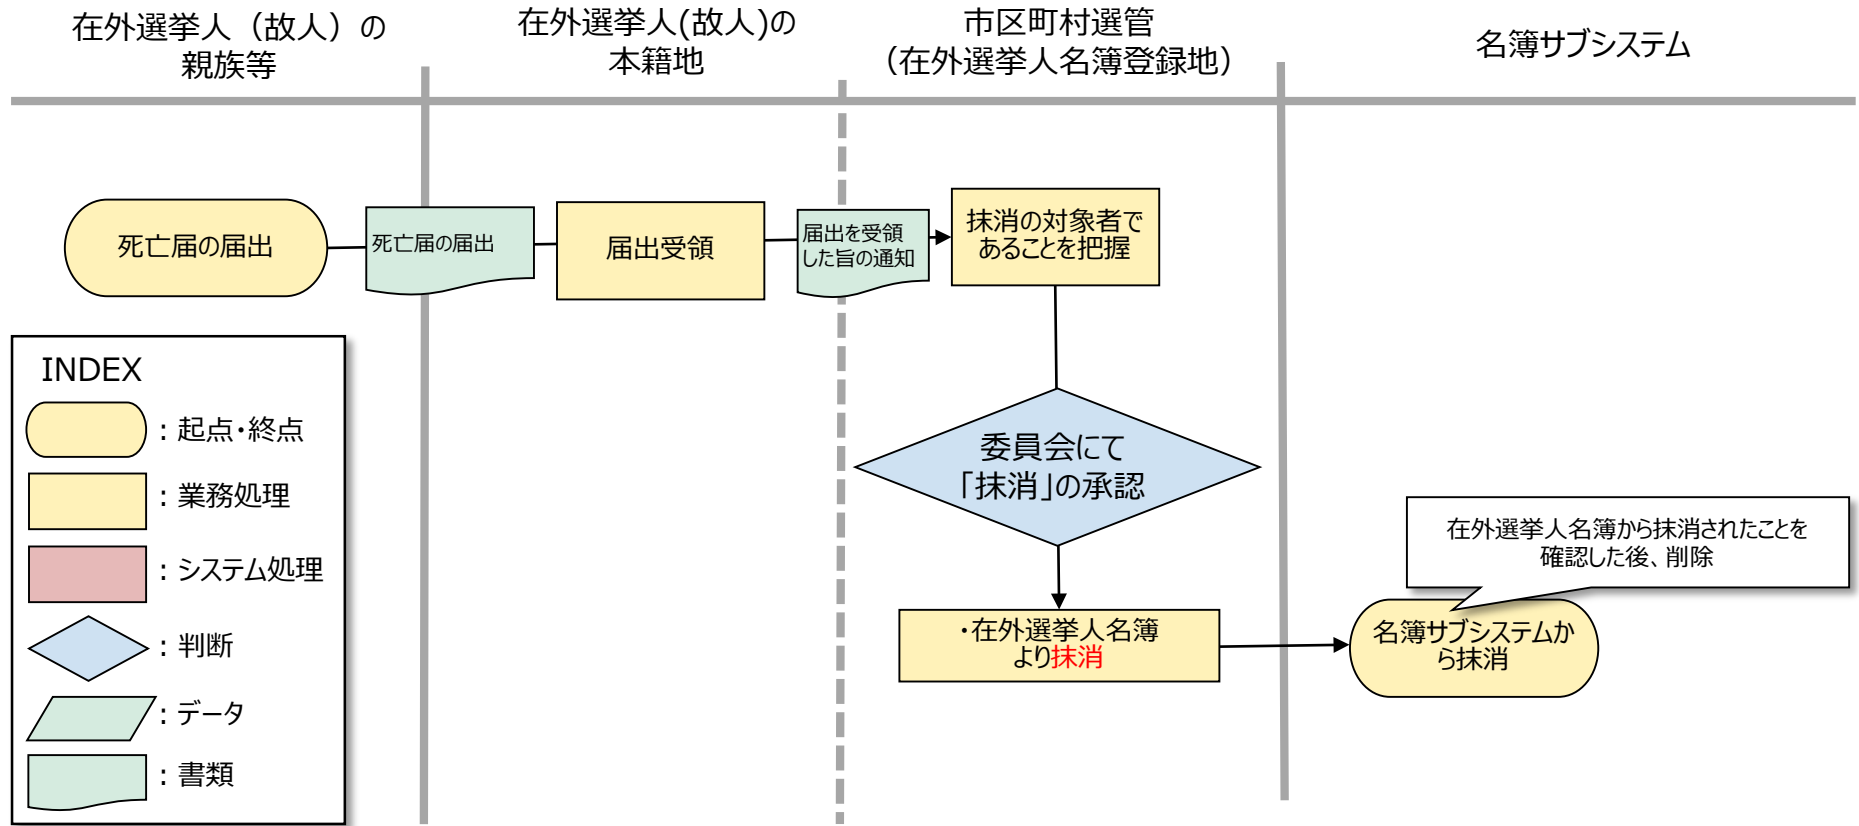 在外選挙人（故人）の
親族等
在外選挙人(故人)の
本籍地
市区町村選管
（在外選挙人名簿登録地）
名簿サブシステム
死亡届の届出
死亡届の届出
届出受領
届出を受領
した旨の通知
抹消の対象者で
あることを把握
委員会にて
「抹消」の承認
・在外選挙人名簿
より抹消
在外選挙人名簿から抹消されたことを
確認した後、削除
名簿サブシステムか
ら抹消
INDEX
：起点・終点
：業務処理
：システム処理
：判断
：データ
：書類